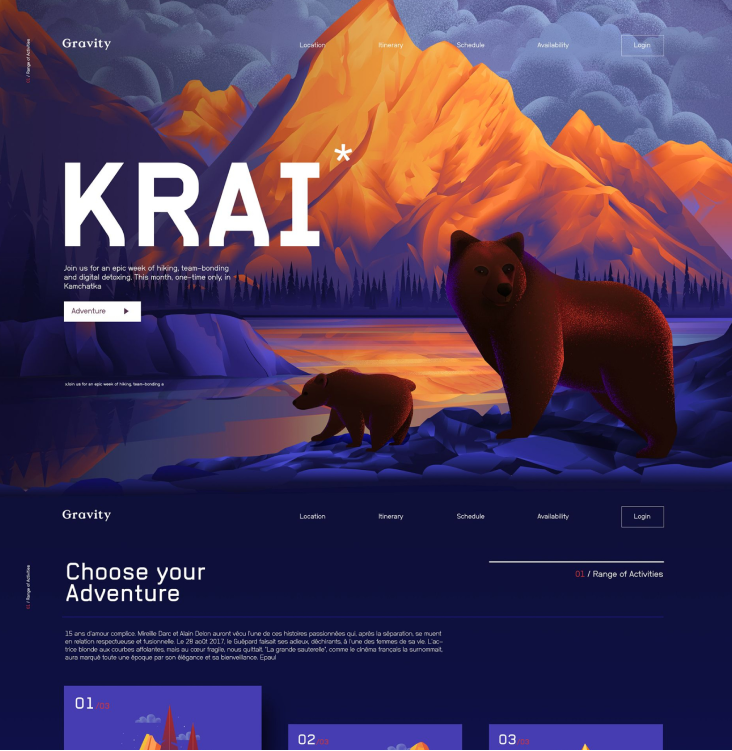 Gravity
Location
Itinerary
Schedule
Availability
Login
/ Range of Activities
KRAI*
Join us for an epic week of hiking, team-bonding
and digital detoxing. This month, one-time only, in
Kamchatka
Adventure
Join us for an epic week of hiking, team-bonding
Gravity
Location
Itinerary
Schedule
Availability
Login
01 / Range of Activities
Choose your
Adventure
01 / Range of Activities
15 ans d'amour complice. Mireille Darc et Alain Delon auront vécu l'une de ces histoires passionnées qui, après la séparation, se muent
en relation respectueuse et fusionnelle. Le 28 août 2017, le Guépard faisait ses adieux, déchirants, à l'une des femmes de sa vie. L'ac-
trice blonde aux courbes affolantes, mais au cœur fragile, nous quittait. "La grande sauterelle", comme le cinéma français la surnommait,
aura marqué toute une époque par son élégance et sa bienveillance. Epaul
01 /03
02 /03
03 /03